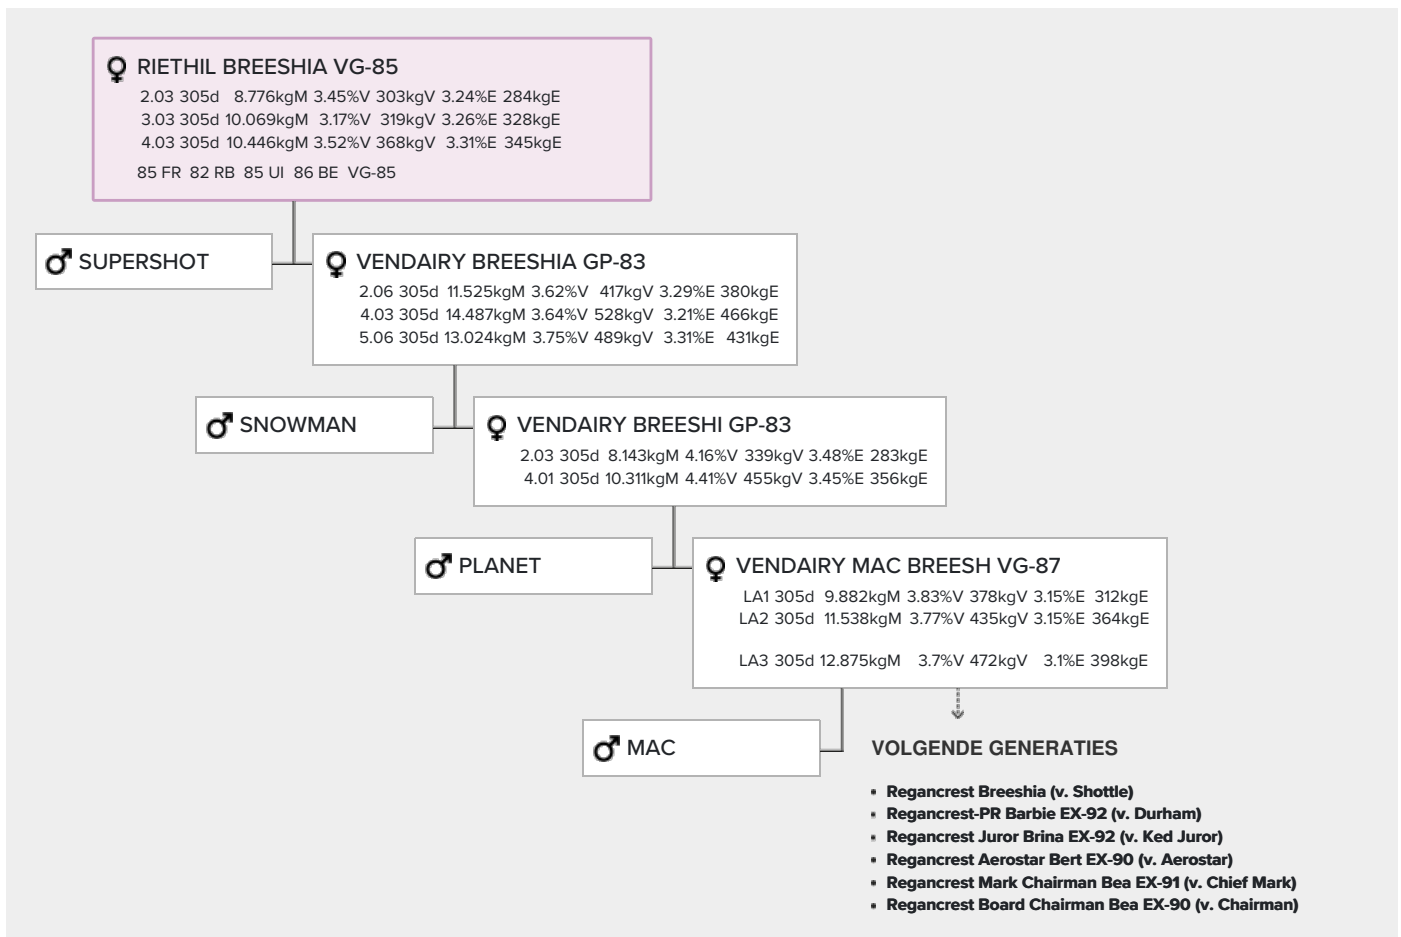 RIETHIL BREESHIA VG-85
2.03 305d 8.776kgM 3.45%V 303kgV 3.24%E 284kgE
3.03 305d 10.069kgM 3.17%V 319kgV 3.26%E 328kgE
4.03 305d 10.446kgM 3.52%V 368kgV 3.31%E 345kgE
85 FR 82 RB 85 UI 86 BE VG-85
SUPERSHOT
VENDAIRY BREESHIA GP-83
2.06 305d 11.525kgM 3.62%V 417kgV 3.29%E 380kgE
4.03 305d 14.487kgM 3.64%V 528kgV 3.21%E 466kgE
5.06 305d 13.024kgM 3.75%V 489kgV 3.31%E 431kgE
SNOWMAN
VENDAIRY BREESHI GP-83
2.03 305d 8.143kgM 4.16%V 339kgV 3.48%E 283kgE
4.01 305d 10.311kgM 4.41%V 455kgV 3.45%E 356kgE
PLANET
VENDAIRY MAC BREESH VG-87
LA1 305d 9.882kgM 3.83%V 378kgV 3.15%E 312kgE
LA2 305d 11.538kgM 3.77%V 435kgV 3.15%E 364kgE
LA3 305d 12.875kgM 3.7%V 472kgV 3.1%E 398kgE
MAC
VOLGENDE GENERATIES
• Regancrest Breeshia (v. Shottle)
• Regancrest-PR Barbie EX-92 (v. Durham)
• Regancrest Juror Brina EX-92 (v. Ked Juror)
• Regancrest Aerostar Bert EX-90 (v. Aerostar)
• Regancrest Mark Chairman Bea EX-91 (v. Chief Mark)
• Regancrest Board Chairman Bea EX-90 (v. Chairman)